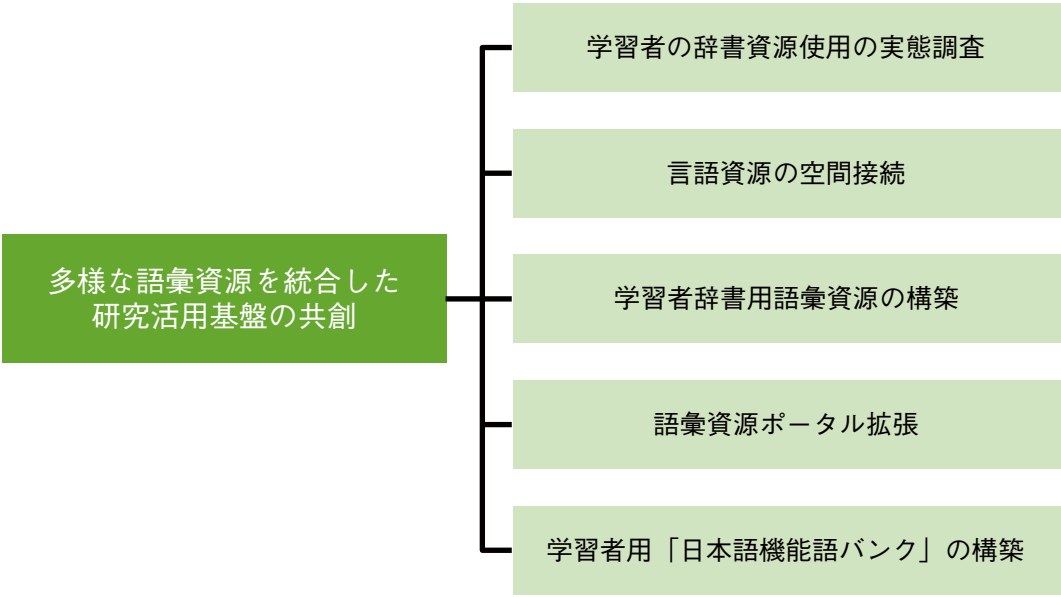 多様な語彙資源を統合した
研究活用基盤の共創
学習者の辞書資源使用の実態調査
言語資源の空間接続
学習者辞書用語彙資源の構築
語彙資源ポータル拡張
学習者用「日本語機能語バンク」の構築